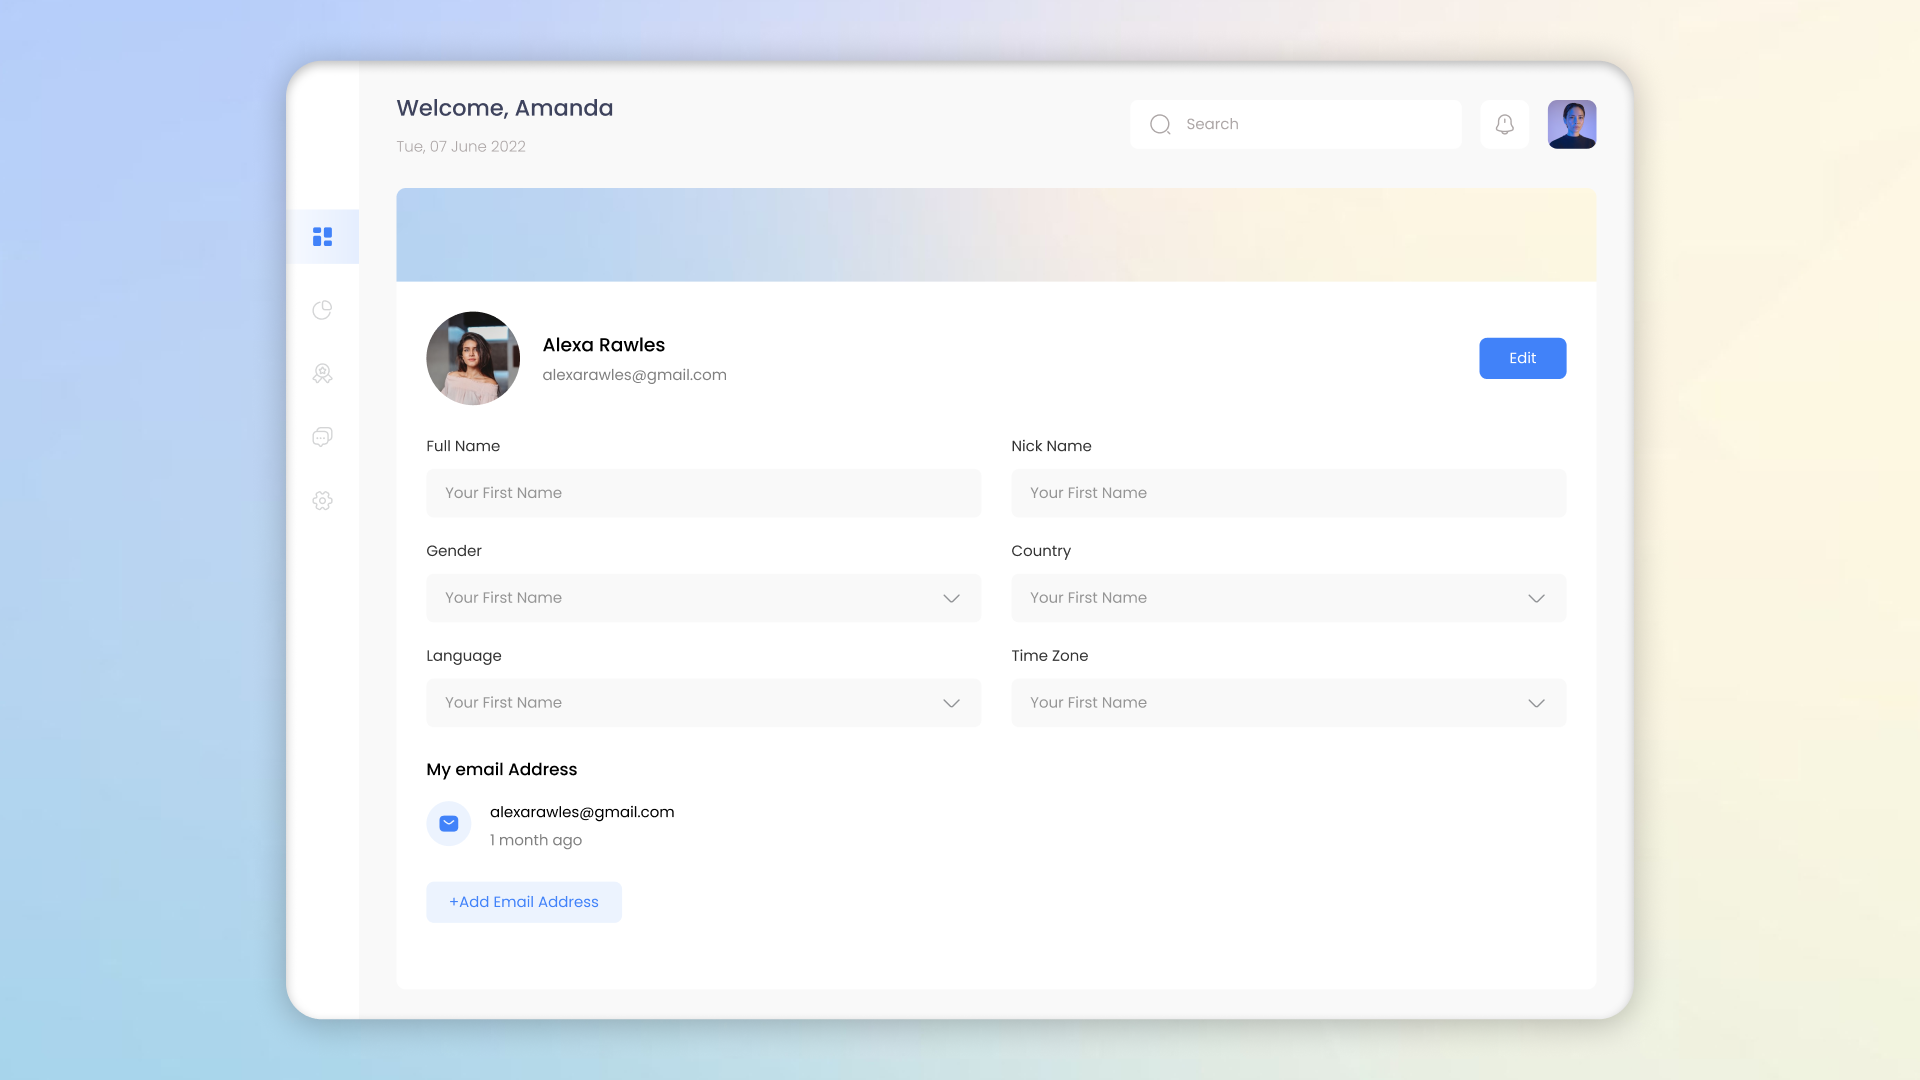 Welcome, Amanda
Tue, 07 June 2022
Search
Alexa Rawles
alexarawles@gmail.com
Edit
Full Name
Nick Name
Your First Name
Your First Name
Gender
Country
Your First Name
Your First Name
Language
Time Zone
Your First Name
Your First Name
My email Address
alexarawles@gmail.com
1 month ago
+Add Email Address